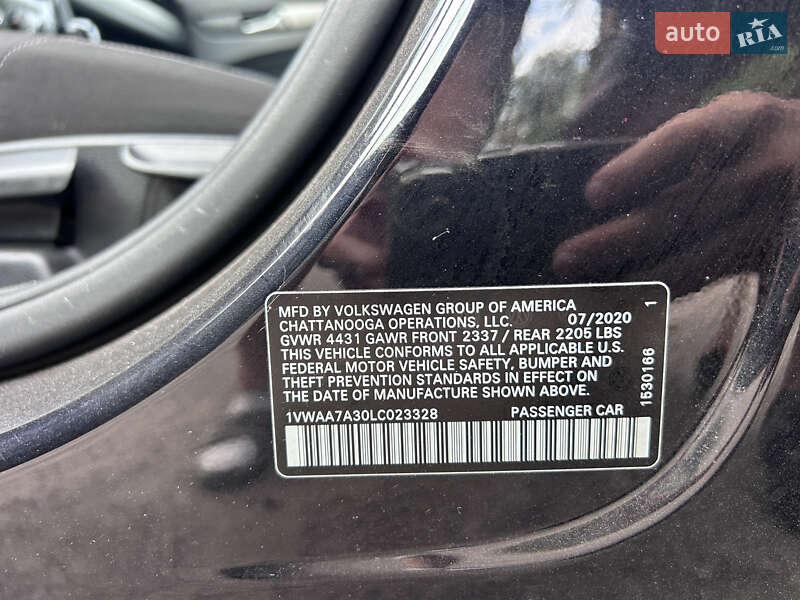 auto RIA .com
MFD BY VOLKSWAGEN GROUP OF AMERICA
CHATTANOOGA OPERATIONS, LLC. 07/2020
GVWR 4431 GAWR FRONT 2337 / REAR 2205 LBS
THIS VEHICLE CONFORMS TO ALL APPLICABLE U.S.
FEDERAL MOTOR VEHICLE SAFETY, BUMPER AND
THEFT PREVENTION STANDARDS IN EFFECT ON
THE DATE OF MANUFACTURE SHOWN ABOVE.
1VWAA7A30LC023328 PASSENGER CAR
1530166 1